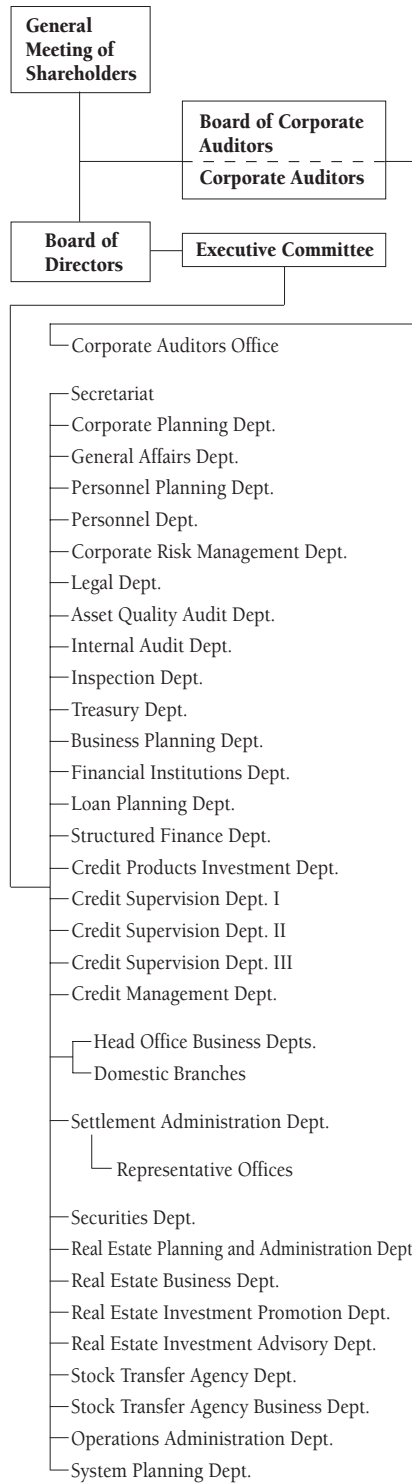 General
Meeting of
Shareholders
Board of Corporate
Auditors
Corporate Auditors
Board of
Directors
Executive Committee
Corporate Auditors Office
Secretariat
Corporate Planning Dept.
General Affairs Dept.
Personnel Planning Dept.
Personnel Dept.
Corporate Risk Management Dept.
Legal Dept.
Asset Quality Audit Dept.
Internal Audit Dept.
Inspection Dept.
Treasury Dept.
Business Planning Dept.
Financial Institutions Dept.
Loan Planning Dept.
Structured Finance Dept.
Credit Products Investment Dept.
Credit Supervision Dept. I
Credit Supervision Dept. II
Credit Supervision Dept. III
Credit Management Dept.
Head Office Business Depts.
Domestic Branches
Settlement Administration Dept.
Representative Offices
Securities Dept.
Real Estate Planning and Administration Dept
Real Estate Business Dept.
Real Estate Investment Promotion Dept.
Real Estate Investment Advisory Dept.
Stock Transfer Agency Dept.
Stock Transfer Agency Business Dept.
Operations Administration Dept.
System Planning Dept.